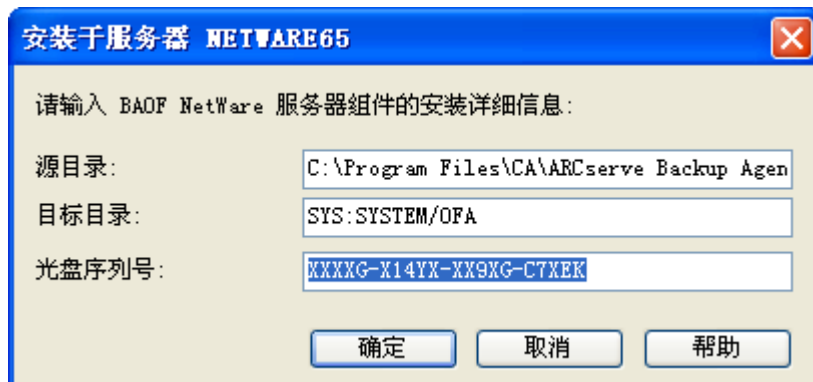 安装于服务器 NETWARE65
请输入 BAOF NetWare 服务器组件的安装详细信息:
源目录: C:\Program Files\CA\ARCserve Backup Agen
目标目录: SYS:SYSTEM/OFA
光盘序列号: XXXXG-X14YX-XX9XG-C7XEK
确定 取消 帮助